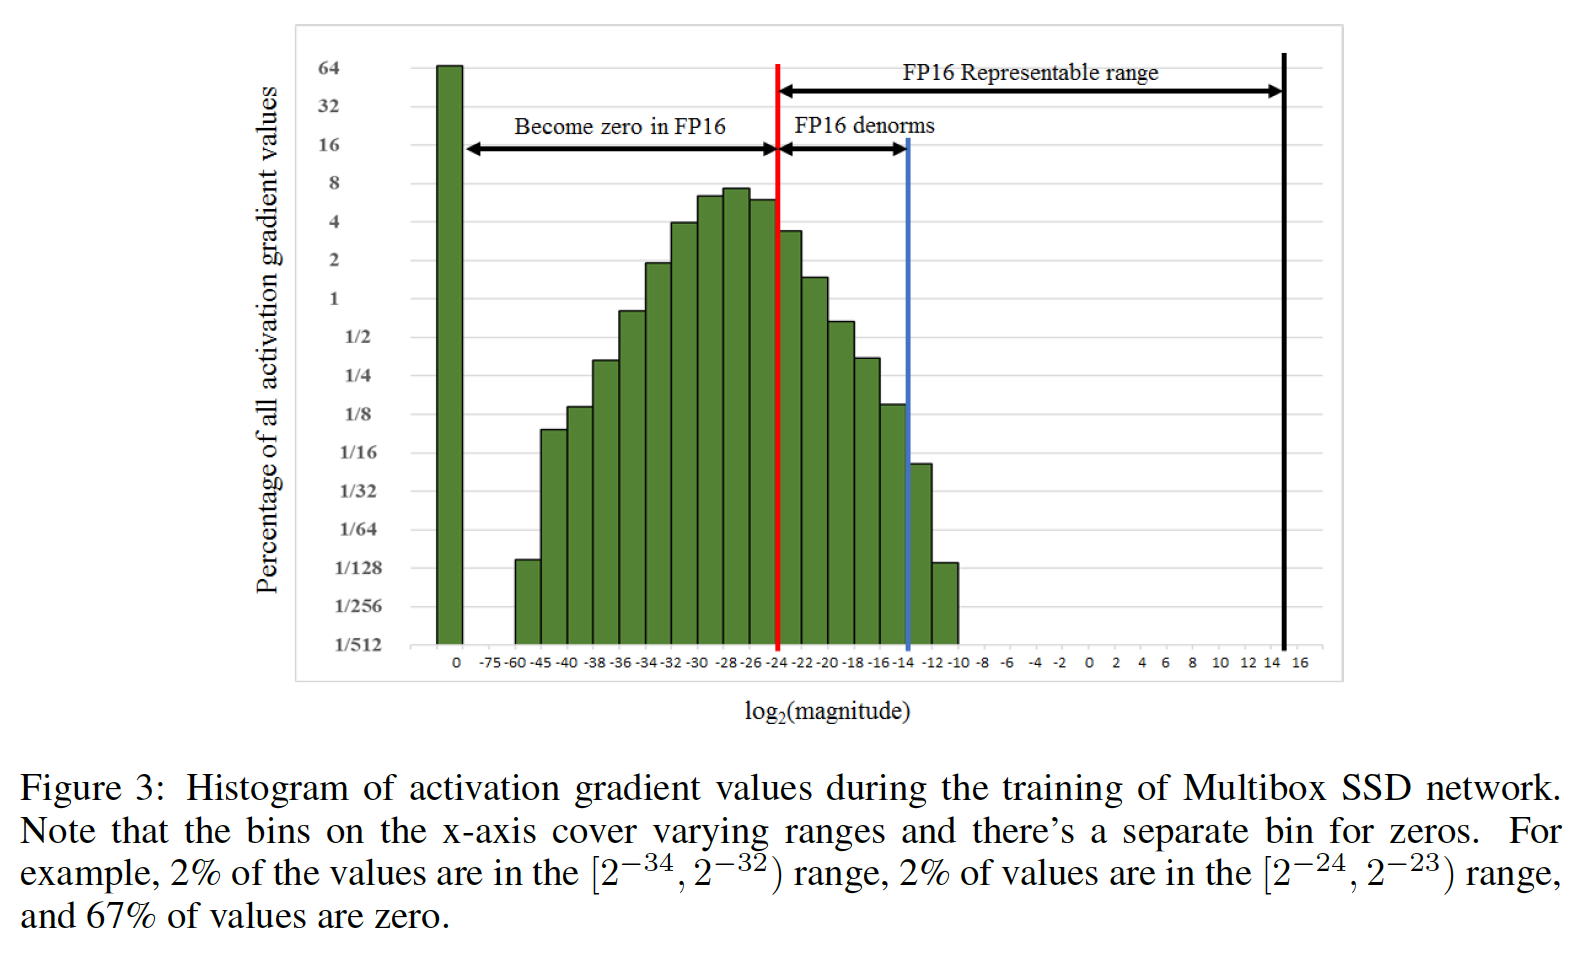 Percentage of all activation gradient values
64
32
16
8
4
2
1
1/2
1/4
1/8
1/16
1/32
1/64
1/128
1/256
1/512
FP16 Representable range
Become zero in FP16
FP16 denorms
0 -75 -60 -45 -40 -38 -36 -34 -32 -30 -28 -26 -24 -22 -20 -18 -16 -14 -12 -10 -8 -6 -4 -2 0 2 4 6 8 10 12 14 16
log₂(magnitude)
Figure 3: Histogram of activation gradient values during the training of Multibox SSD network.
Note that the bins on the x-axis cover varying ranges and there's a separate bin for zeros. For
example, 2% of the values are in the [2⁻³⁴, 2⁻³²) range, 2% of values are in the [2⁻²⁴, 2⁻²³) range,
and 67% of values are zero.